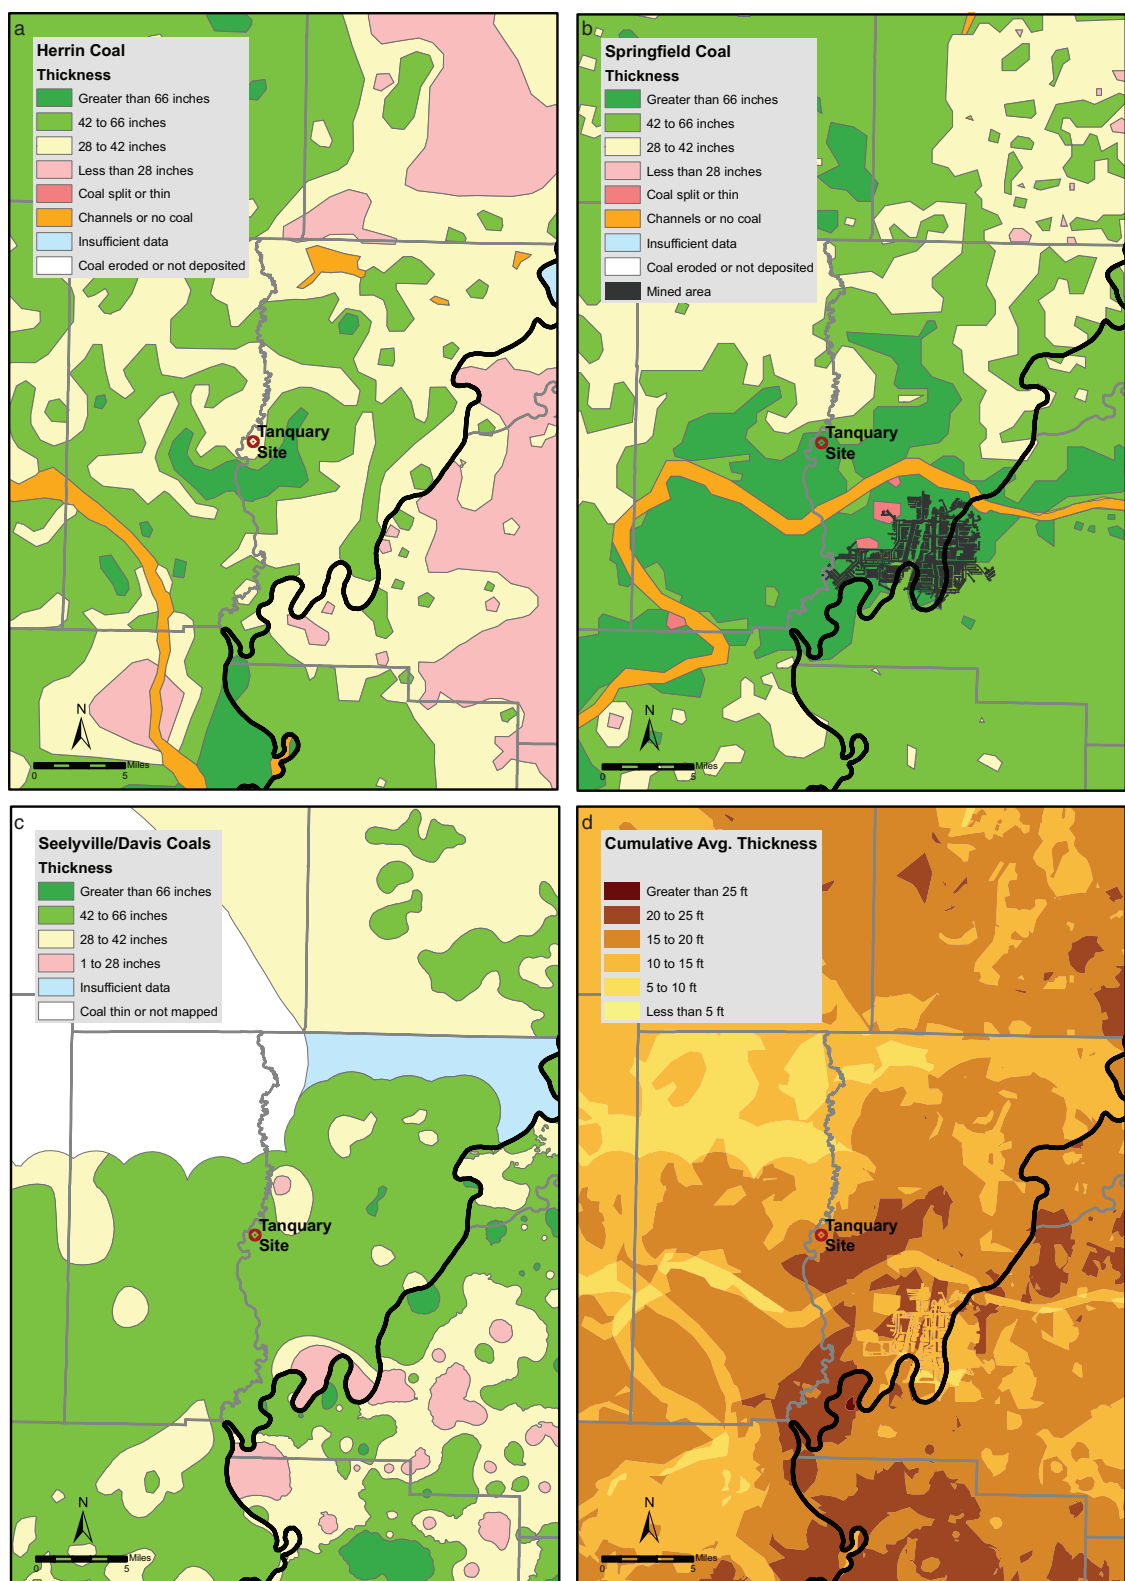 a
Herrin Coal
Thickness
Greater than 66 inches
42 to 66 inches
28 to 42 inches
Less than 28 inches
Coal split or thin
Channels or no coal
Insufficient data
Coal eroded or not deposited
Tanquary
Site
N
Miles
0 5
b
Springfield Coal
Thickness
Greater than 66 inches
42 to 66 inches
28 to 42 inches
Less than 28 inches
Coal split or thin
Channels or no coal
Insufficient data
Coal eroded or not deposited
Mined area
Tanquary
Site
N
Miles
0 5
c
Seelyville/Davis Coals
Thickness
Greater than 66 inches
42 to 66 inches
28 to 42 inches
1 to 28 inches
Insufficient data
Coal thin or not mapped
Tanquary
Site
N
Miles
0 5
d
Cumulative Avg. Thickness
Greater than 25 ft
20 to 25 ft
15 to 20 ft
10 to 15 ft
5 to 10 ft
Less than 5 ft
Tanquary
Site
N
Miles
0 5